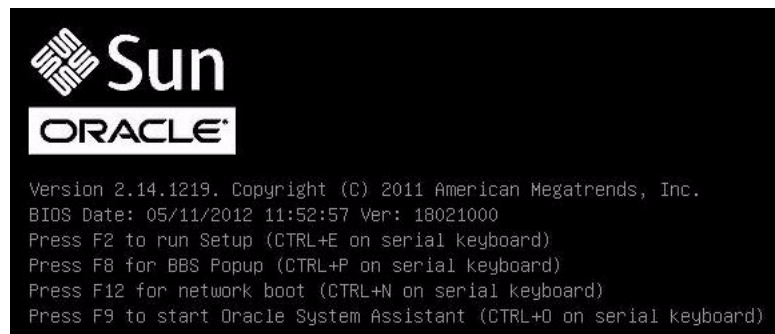 Sun
ORACLE
Version 2.14.1219. Copyright (C) 2011 American Megatrends, Inc.
BIOS Date: 05/11/2012 11:52:57 Ver: 18021000
Press F2 to run Setup (CTRL+E on serial keyboard)
Press F8 for BBS Popup (CTRL+P on serial keyboard)
Press F12 for network boot (CTRL+N on serial keyboard)
Press F9 to start Oracle System Assistant (CTRL+O on serial keyboard)